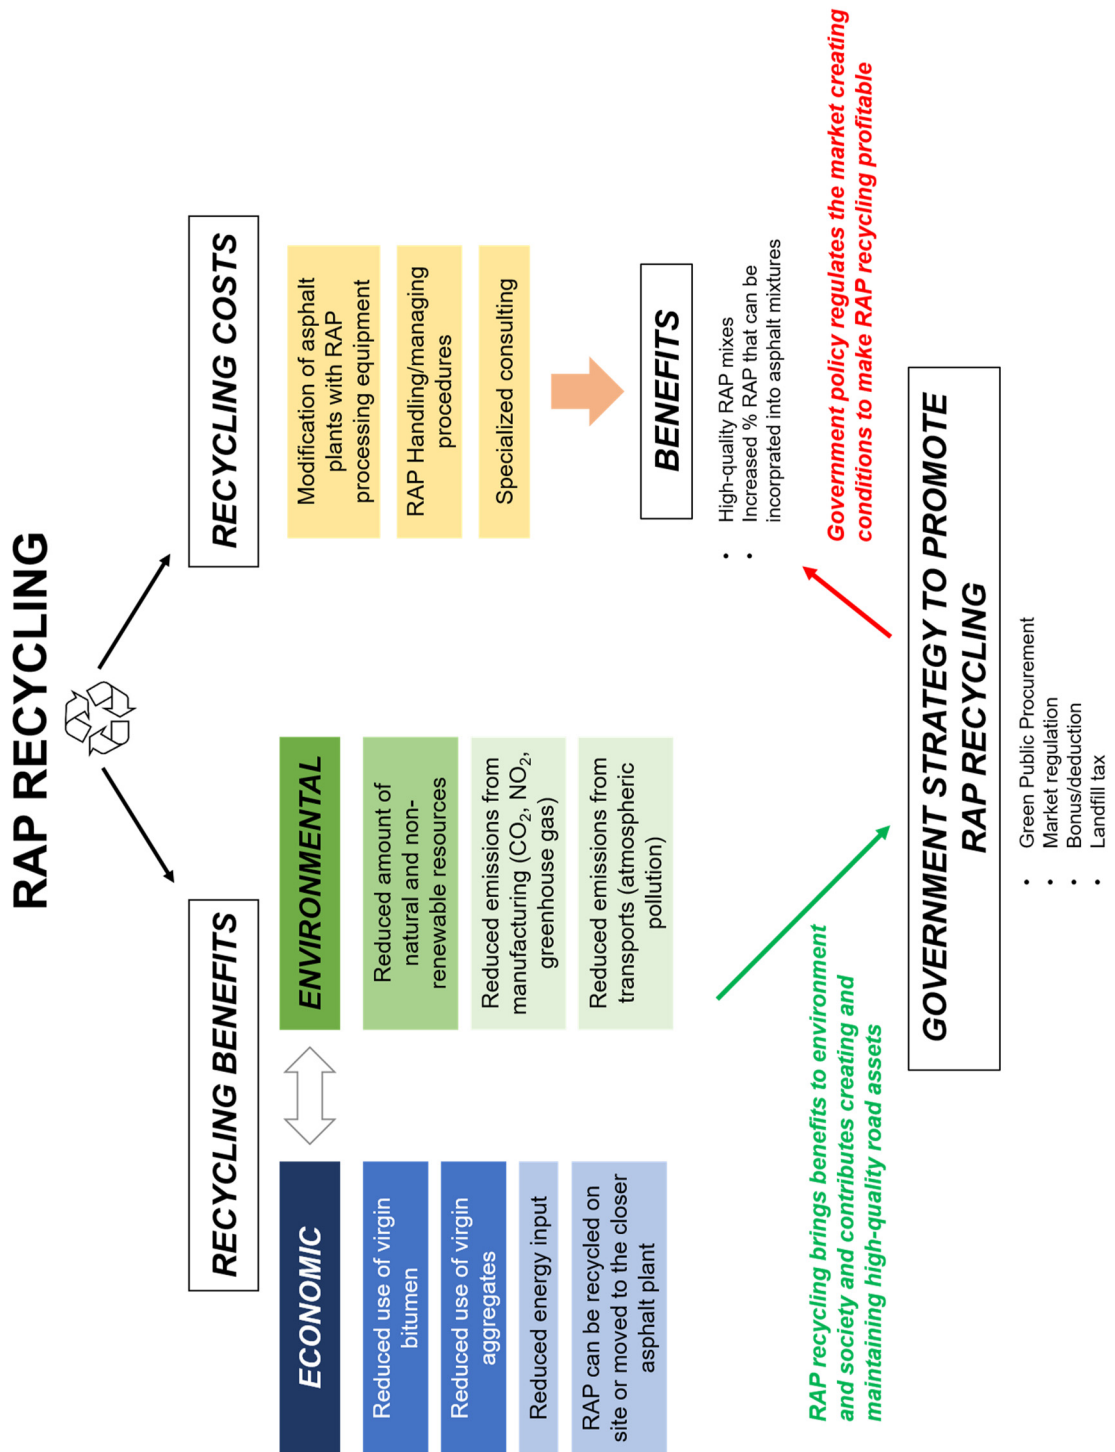 RAP RECYCLING
RECYCLING BENEFITS
ECONOMIC
Reduced use of virgin
bitumen
Reduced use of virgin
aggregates
Reduced energy input
RAP can be recycled on
site or moved to the closer
asphalt plant
ENVIRONMENTAL
Reduced amount of
natural and non-
renewable resources
Reduced emissions from
manufacturing (CO₂, NO₂,
greenhouse gas)
Reduced emissions from
transports (atmospheric
pollution)
RECYCLING COSTS
Modification of asphalt
plants with RAP
processing equipment
RAP Handling/managing
procedures
Specialized consulting
BENEFITS
• High-quality RAP mixes
• Increased % RAP that can be
incorprated into asphalt mixtures
RAP recycling brings benefits to environment
and society and contributes creating and
maintaining high-quality road assets
Government policy regulates the market creating
conditions to make RAP recycling profitable
GOVERNMENT STRATEGY TO PROMOTE
RAP RECYCLING
• Green Public Procurement
• Market regulation
• Bonus/deduction
• Landfill tax